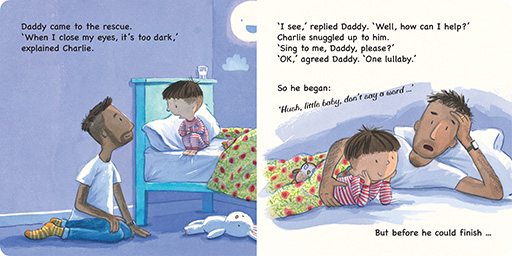 Daddy came to the rescue.
‘When I close my eyes, it’s too dark,’
explained Charlie.
‘I see,’ replied Daddy. ‘Well, how can I help?’
Charlie snuggled up to him.
‘Sing to me, Daddy, please?’
‘OK,’ agreed Daddy. ‘One lullaby.’
So he began:
‘Hush, little baby, don’t say a word ...’
But before he could finish ...